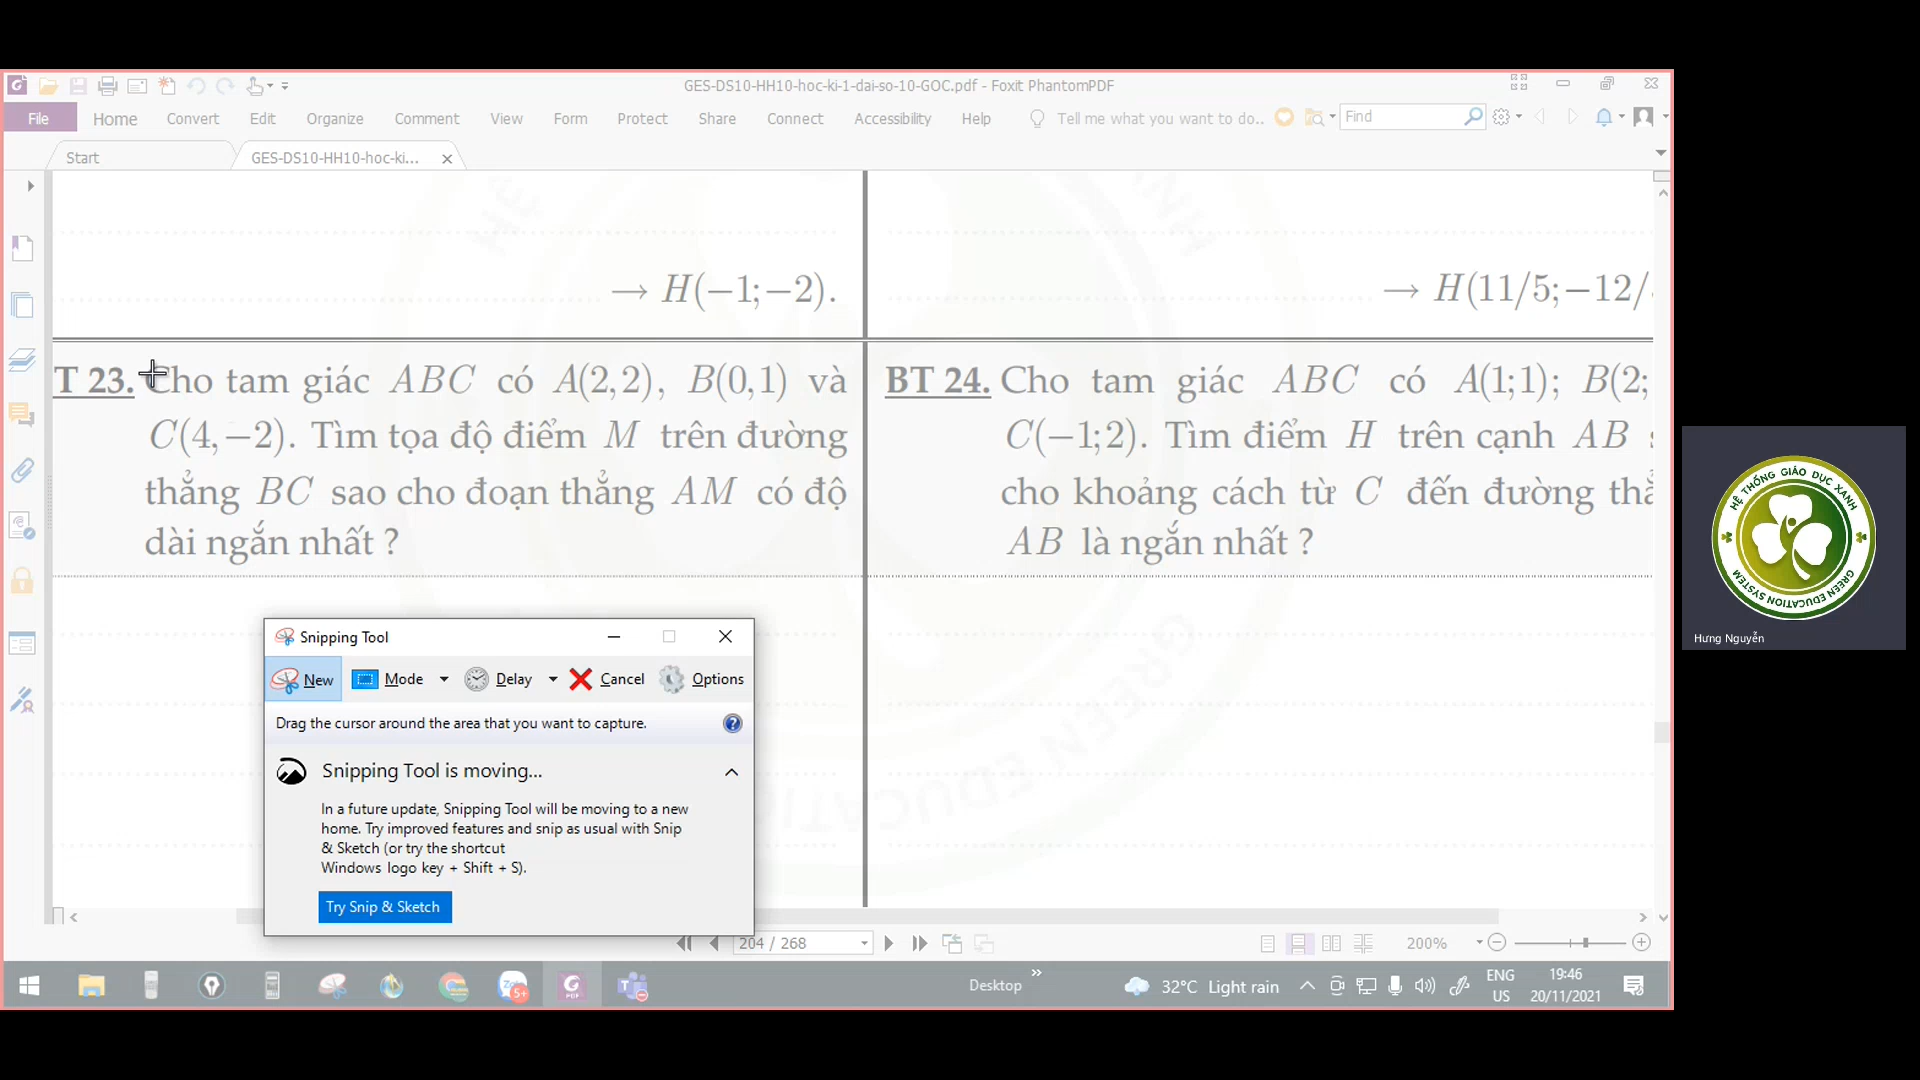 GES-DS10-HH10-hoc-ki-1-dai-so-10-GOC.pdf - Foxit PhantomPDF
File Home Convert Edit Organize Comment View Form Protect Share Connect Accessibility Help Tell me what you want to do.. Find
Start GES-DS10-HH10-hoc-ki...
→ H(−1;−2).
→ H(11/5;−12/
T 23. Cho tam giác ABC có A(2,2), B(0,1) và
C(4,−2). Tìm tọa độ điểm M trên đường
thẳng BC sao cho đoạn thẳng AM có độ
dài ngắn nhất ?
BT 24. Cho tam giác ABC có A(1;1); B(2;
C(−1;2). Tìm điểm H trên cạnh AB
cho khoảng cách từ C đến đường
AB là ngắn nhất ?
Snipping Tool
New Mode Delay Cancel Options
Drag the cursor around the area that you want to capture.
Snipping Tool is moving...
In a future update, Snipping Tool will be moving to a new
home. Try improved features and snip as usual with Snip
& Sketch (or try the shortcut
Windows logo key + Shift + S).
Try Snip & Sketch
204 / 268
200%
Desktop
32°C Light rain
ENG
US
19:46
20/11/2021
HỆ THỐNG GIÁO DỤC XANH
GREEN EDUCATION SYSTEM
Hưng Nguyễn